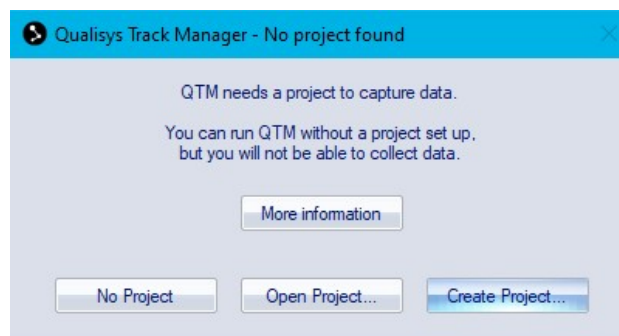 Qualisys Track Manager - No project found
QTM needs a project to capture data.
You can run QTM without a project set up,
but you will not be able to collect data.
More information
No Project
Open Project...
Create Project...